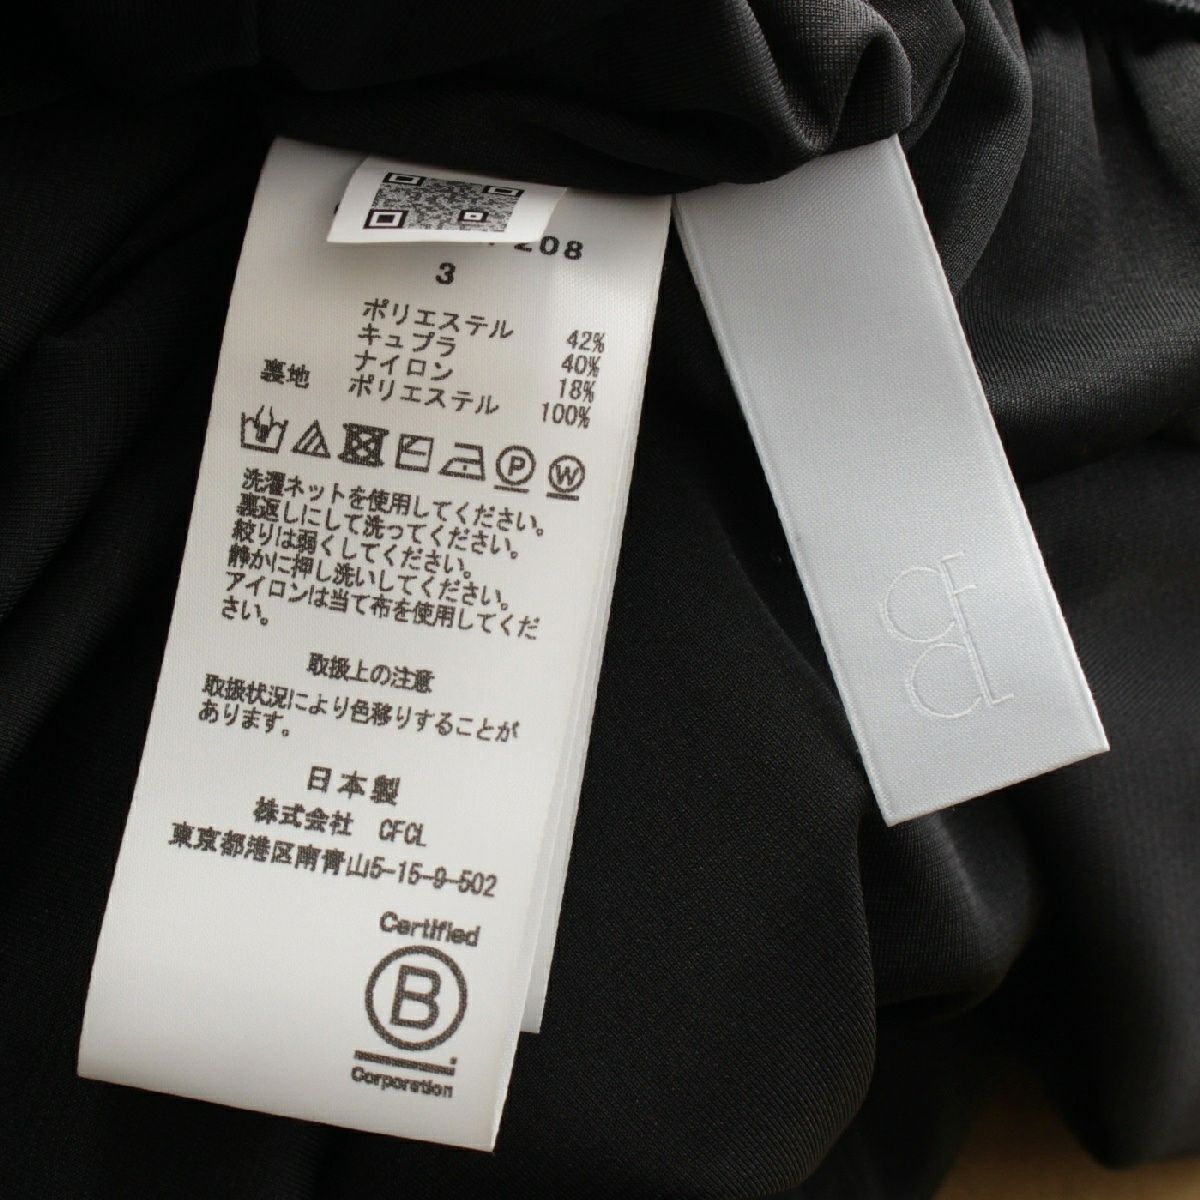 208
3
ポリエステル 42%
キュプラ 40%
ナイロン 18%
裏地 ポリエステル 100%
P W
洗濯ネットを使用してください。
裏返しにして洗ってください。
絞りは弱くしてください。
静かに押し洗いしてください。
アイロンは当て布を使用してくだ
さい。
取扱上の注意
取扱状況により色移りすることが
あります。
日本製
株式会社 CFCL
東京都港区南青山5-15-9-502
Certified
B
Corporation
CF
CL